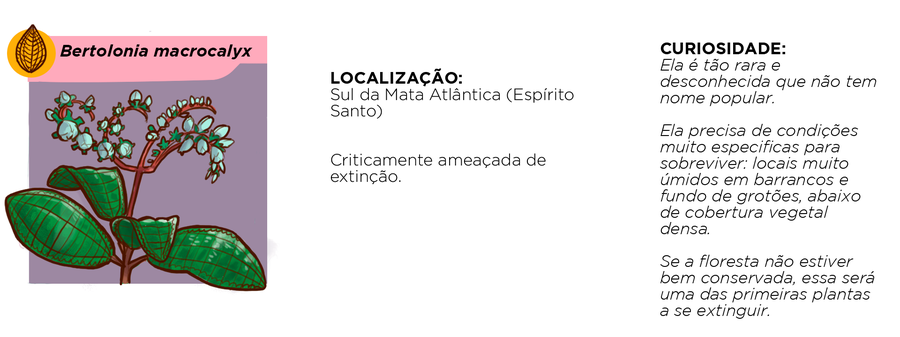 Bertolonia macrocalyx
LOCALIZAÇÃO:
Sul da Mata Atlântica (Espírito
Santo)
Criticamente ameaçada de
extinção.
CURIOSIDADE:
Ela é tão rara e
desconhecida que não tem
nome popular.
Ela precisa de condições
muito especificas para
sobreviver: locais muito
úmidos em barrancos e
fundo de grotões, abaixo
de cobertura vegetal
densa.
Se a floresta não estiver
bem conservada, essa será
uma das primeiras plantas
a se extinguir.